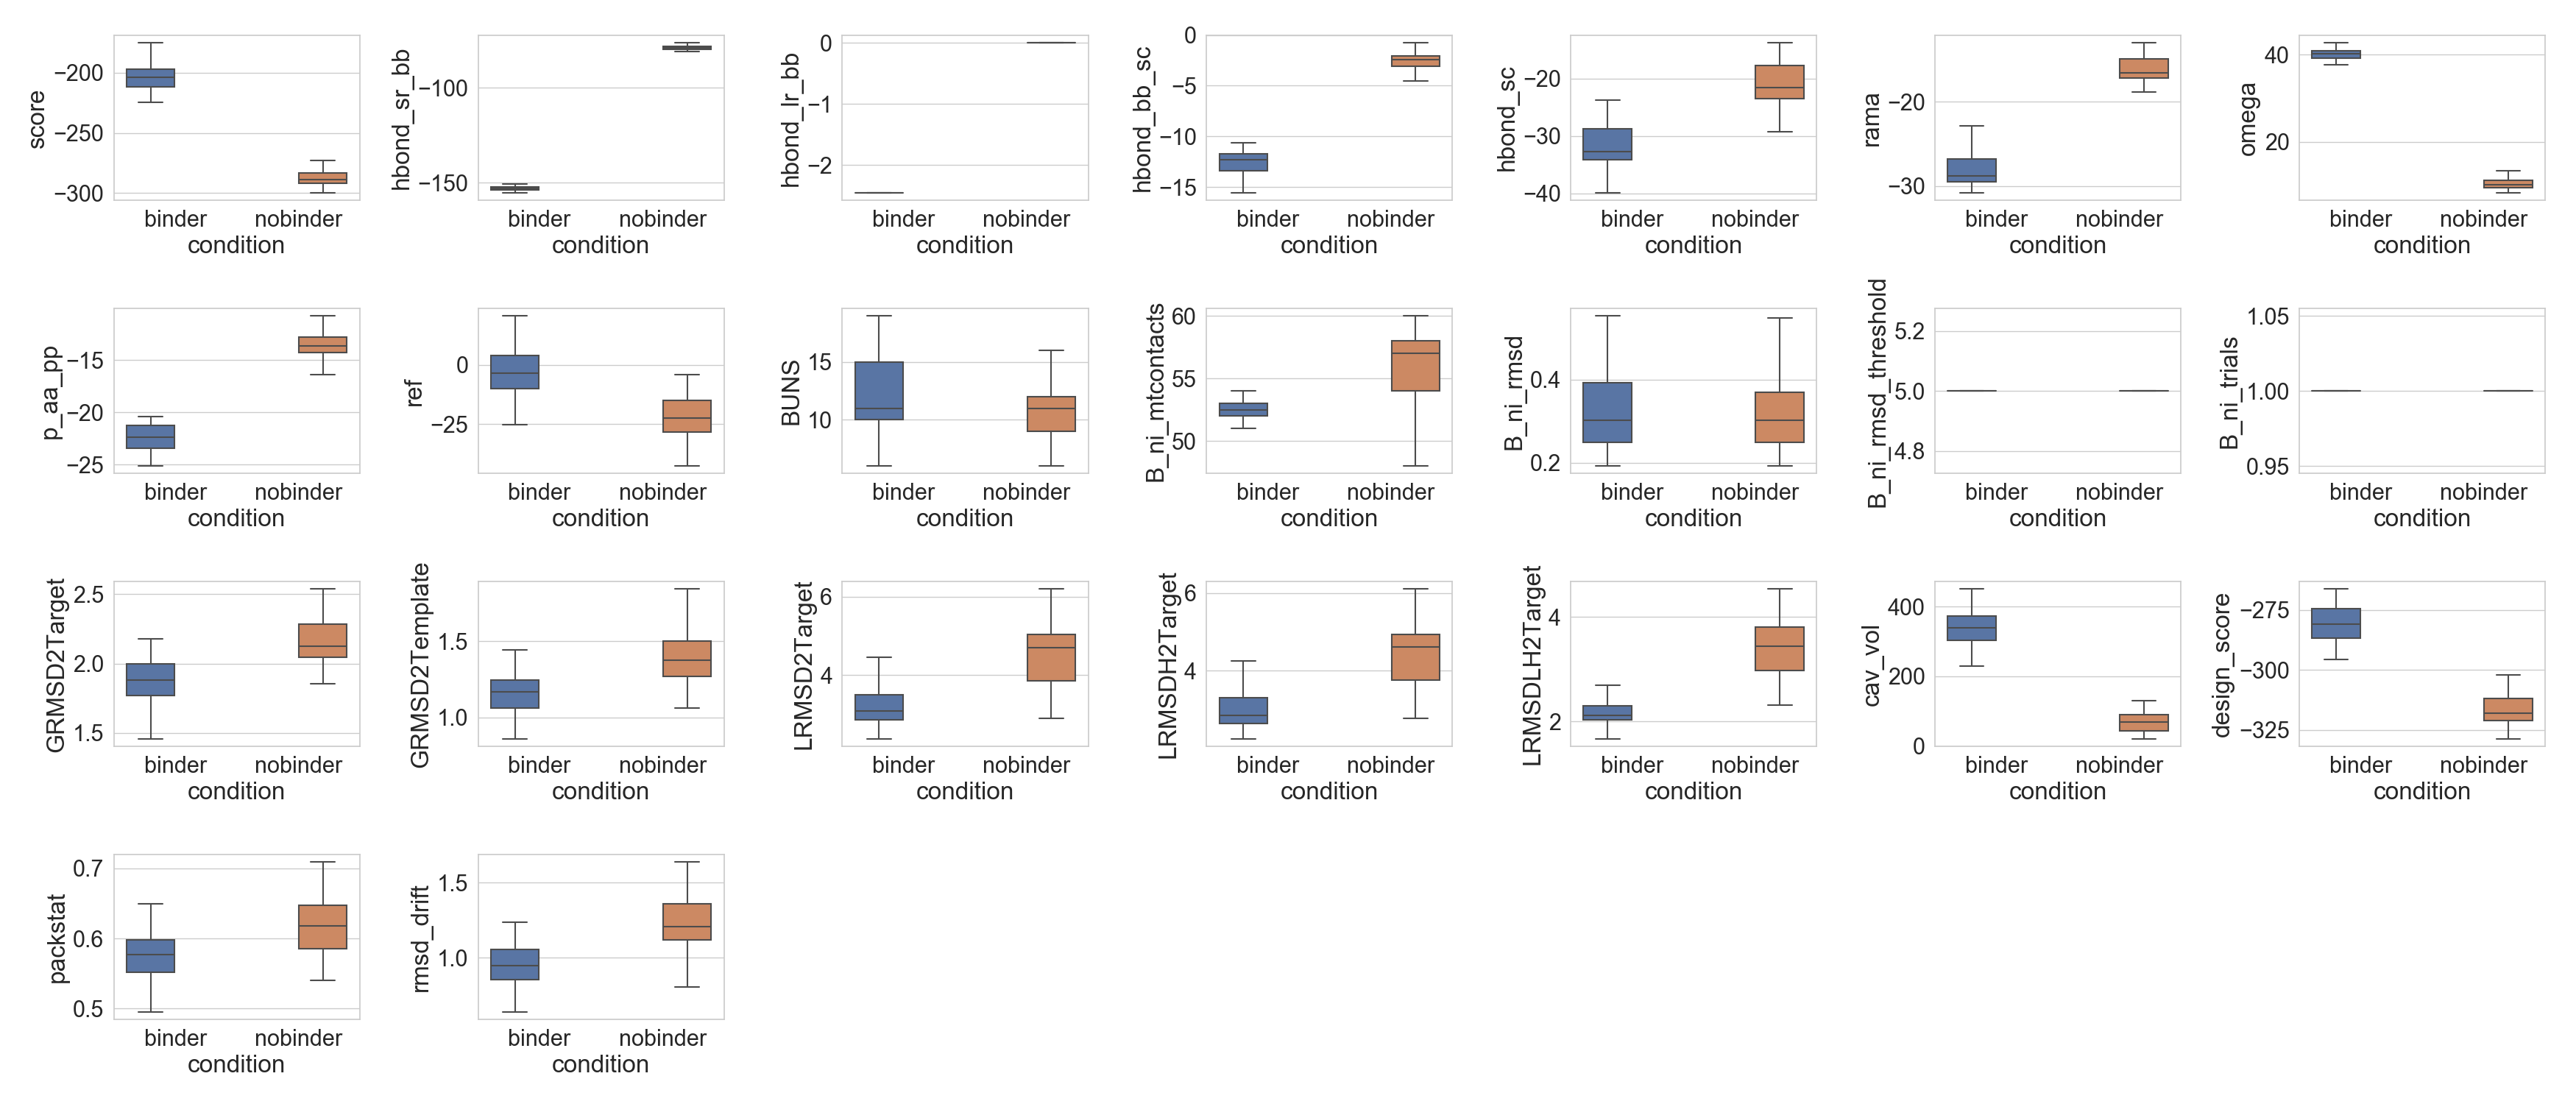 score
−200
−250
−300
binder nobinder
condition
hbond_sr_bb
−100
−150
binder nobinder
condition
hbond_lr_bb
0
−1
−2
binder nobinder
condition
hbond_bb_sc
0
−5
−10
−15
binder nobinder
condition
hbond_sc
−20
−30
−40
binder nobinder
condition
rama
−20
−30
binder nobinder
condition
omega
40
20
binder nobinder
condition
p_aa_pp
−15
−20
−25
binder nobinder
condition
ref
0
−25
binder nobinder
condition
BUNS
15
10
binder nobinder
condition
B_ni_mtcontacts
60
55
50
binder nobinder
condition
B_ni_rmsd
0.4
0.2
binder nobinder
condition
B_ni_rmsd_threshold
5.2
5.0
4.8
binder nobinder
condition
B_ni_trials
1.05
1.00
0.95
binder nobinder
condition
GRMSD2Target
2.5
2.0
1.5
binder nobinder
condition
GRMSD2Template
1.5
1.0
binder nobinder
condition
LRMSD2Target
6
4
binder nobinder
condition
LRMSDH2Target
6
4
binder nobinder
condition
LRMSDLH2Target
4
2
binder nobinder
condition
cav_vol
400
200
0
binder nobinder
condition
design_score
−275
−300
−325
binder nobinder
condition
packstat
0.7
0.6
0.5
binder nobinder
condition
rmsd_drift
1.5
1.0
binder nobinder
condition